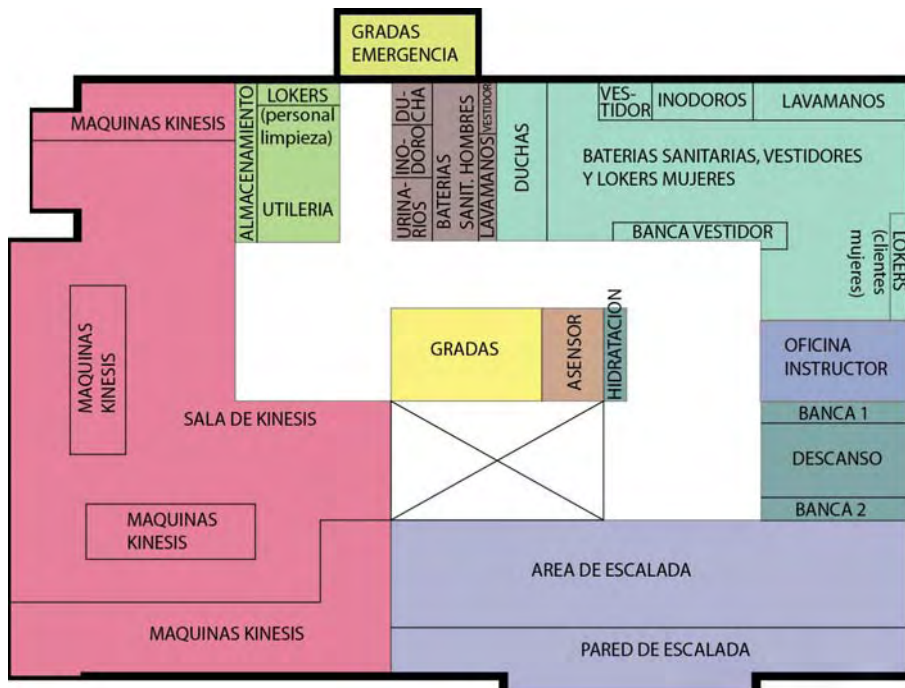 GRADAS
EMERGENCIA
MAQUINAS KINESIS
ALMACENAMIENTO
LOKERS
(personal
limpieza)
UTILERIA
DU-
CHA
INO-
DORO
URINA-
RIOS
BATERIAS
SANIT. HOMBRES
LAVAMANOS
VESTIDOR
DUCHAS
VES-
TIDOR
INODOROS
LAVAMANOS
BATERIAS SANITARIAS, VESTIDORES
Y LOKERS MUJERES
BANCA VESTIDOR
LOKERS
(clientes
mujeres)
MAQUINAS
KINESIS
GRADAS
ASENSOR
HIDRATACION
OFICINA
INSTRUCTOR
SALA DE KINESIS
BANCA 1
DESCANSO
BANCA 2
MAQUINAS
KINESIS
AREA DE ESCALADA
MAQUINAS KINESIS
PARED DE ESCALADA